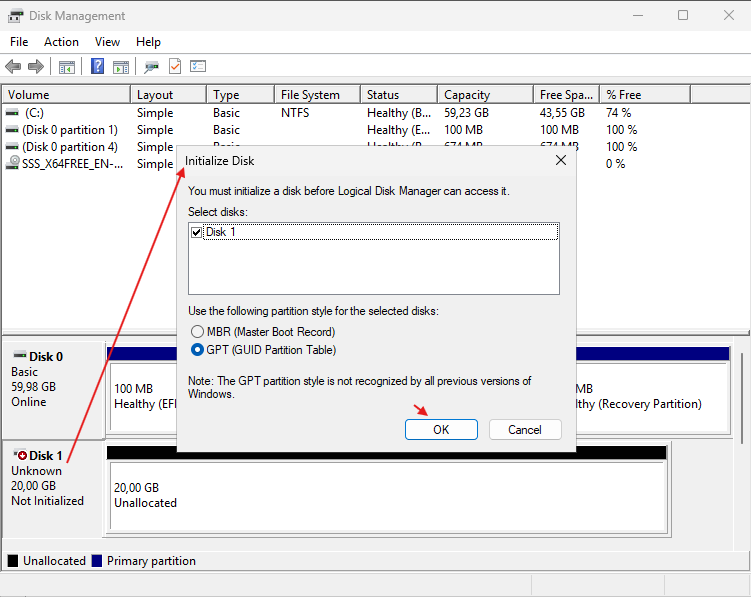 Disk Management
File Action View Help
Volume Layout Type File System Status Capacity Free Spa... % Free
(C:) Simple Basic NTFS Healthy (B... 59,23 GB 43,55 GB 74 %
(Disk 0 partition 1) Simple Basic Healthy (E... 100 MB 100 MB 100 %
(Disk 0 partition 4) Simple Basic Healthy (R... 674 MB 674 MB 100 %
SSS_X64FREE_EN-... Simple 0 %
Initialize Disk
You must initialize a disk before Logical Disk Manager can access it.
Select disks:
Disk 1
Use the following partition style for the selected disks:
MBR (Master Boot Record)
GPT (GUID Partition Table)
Note: The GPT partition style is not recognized by all previous versions of
Windows.
OK Cancel
Disk 0
Basic
59,98 GB
Online
100 MB
Healthy (EFI
MB
lthy (Recovery Partition)
Disk 1
Unknown
20,00 GB
Not Initialized
20,00 GB
Unallocated
Unallocated Primary partition